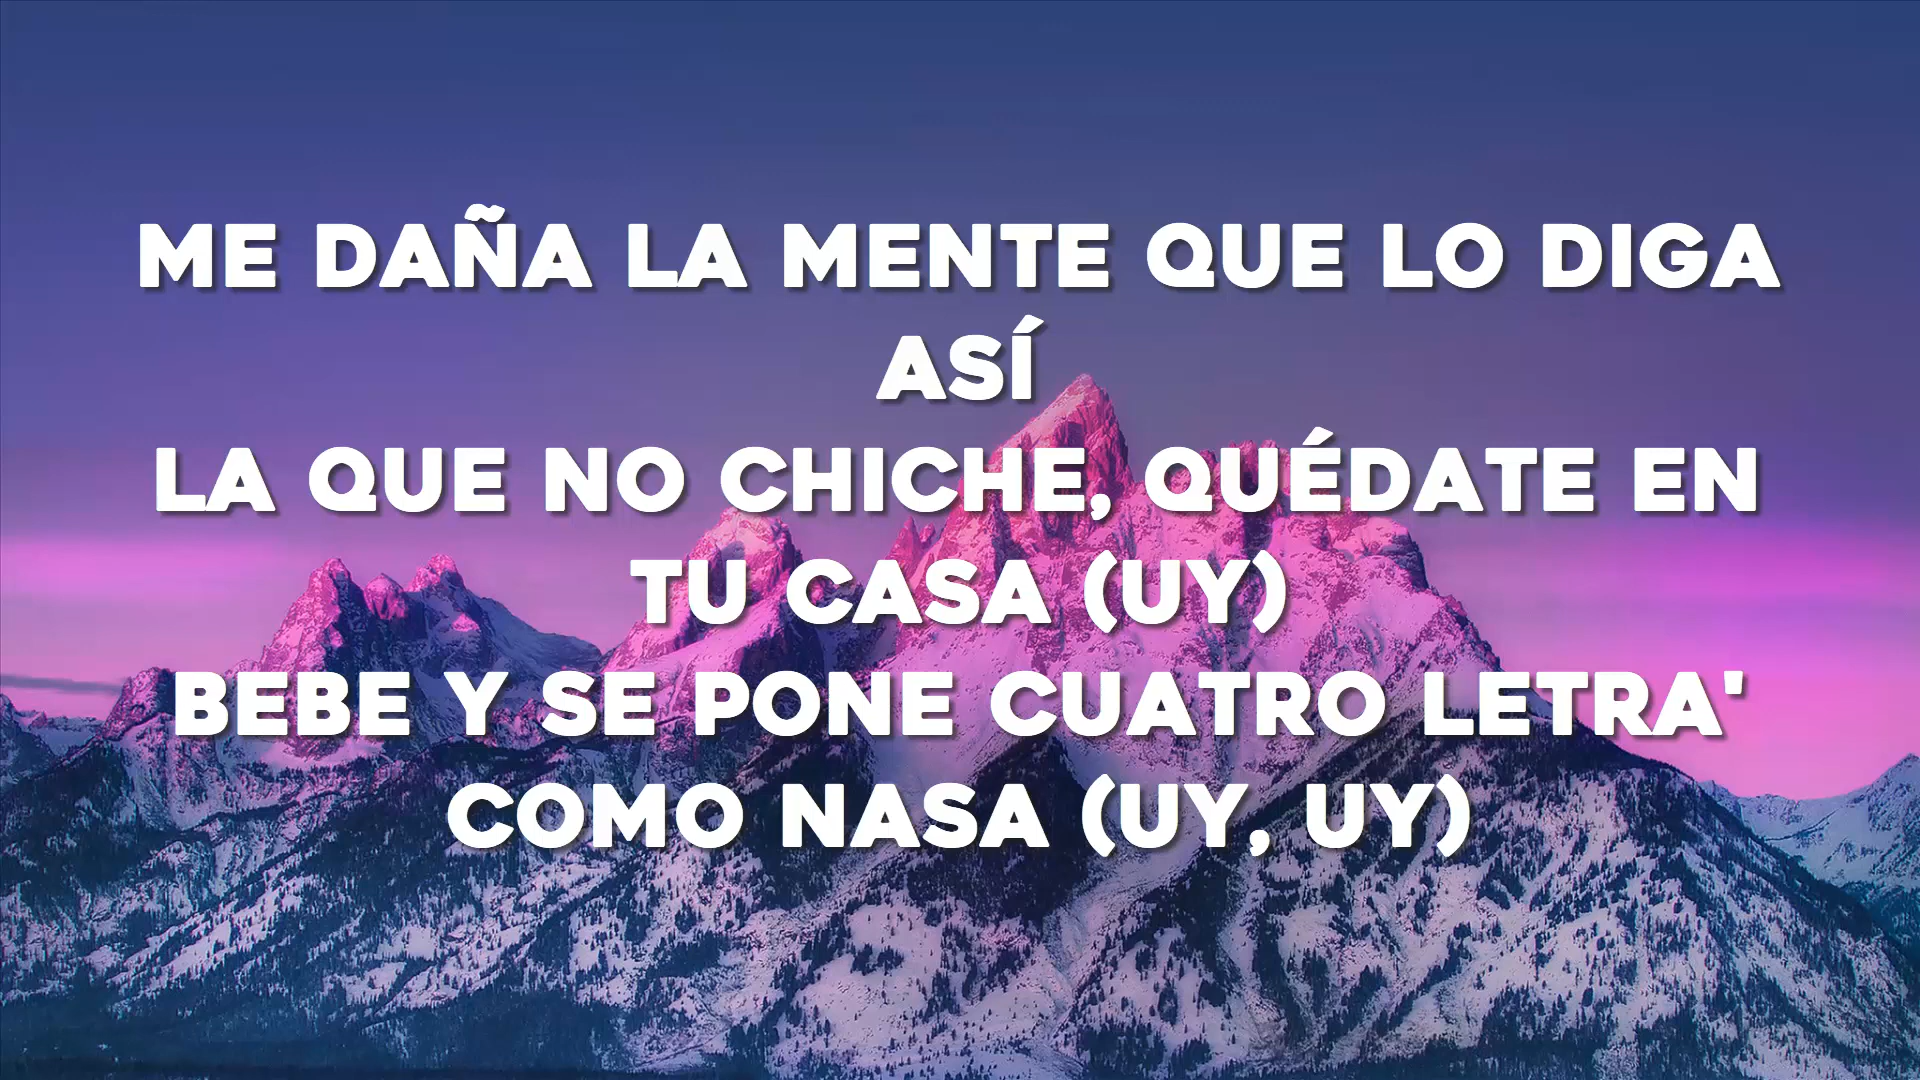 ME DAÑA LA MENTE QUE LO DIGA
ASÍ
LA QUE NO CHICHE, QUÉDATE EN
TU CASA (UY)
BEBE Y SE PONE CUATRO LETRA'
COMO NASA (UY, UY)